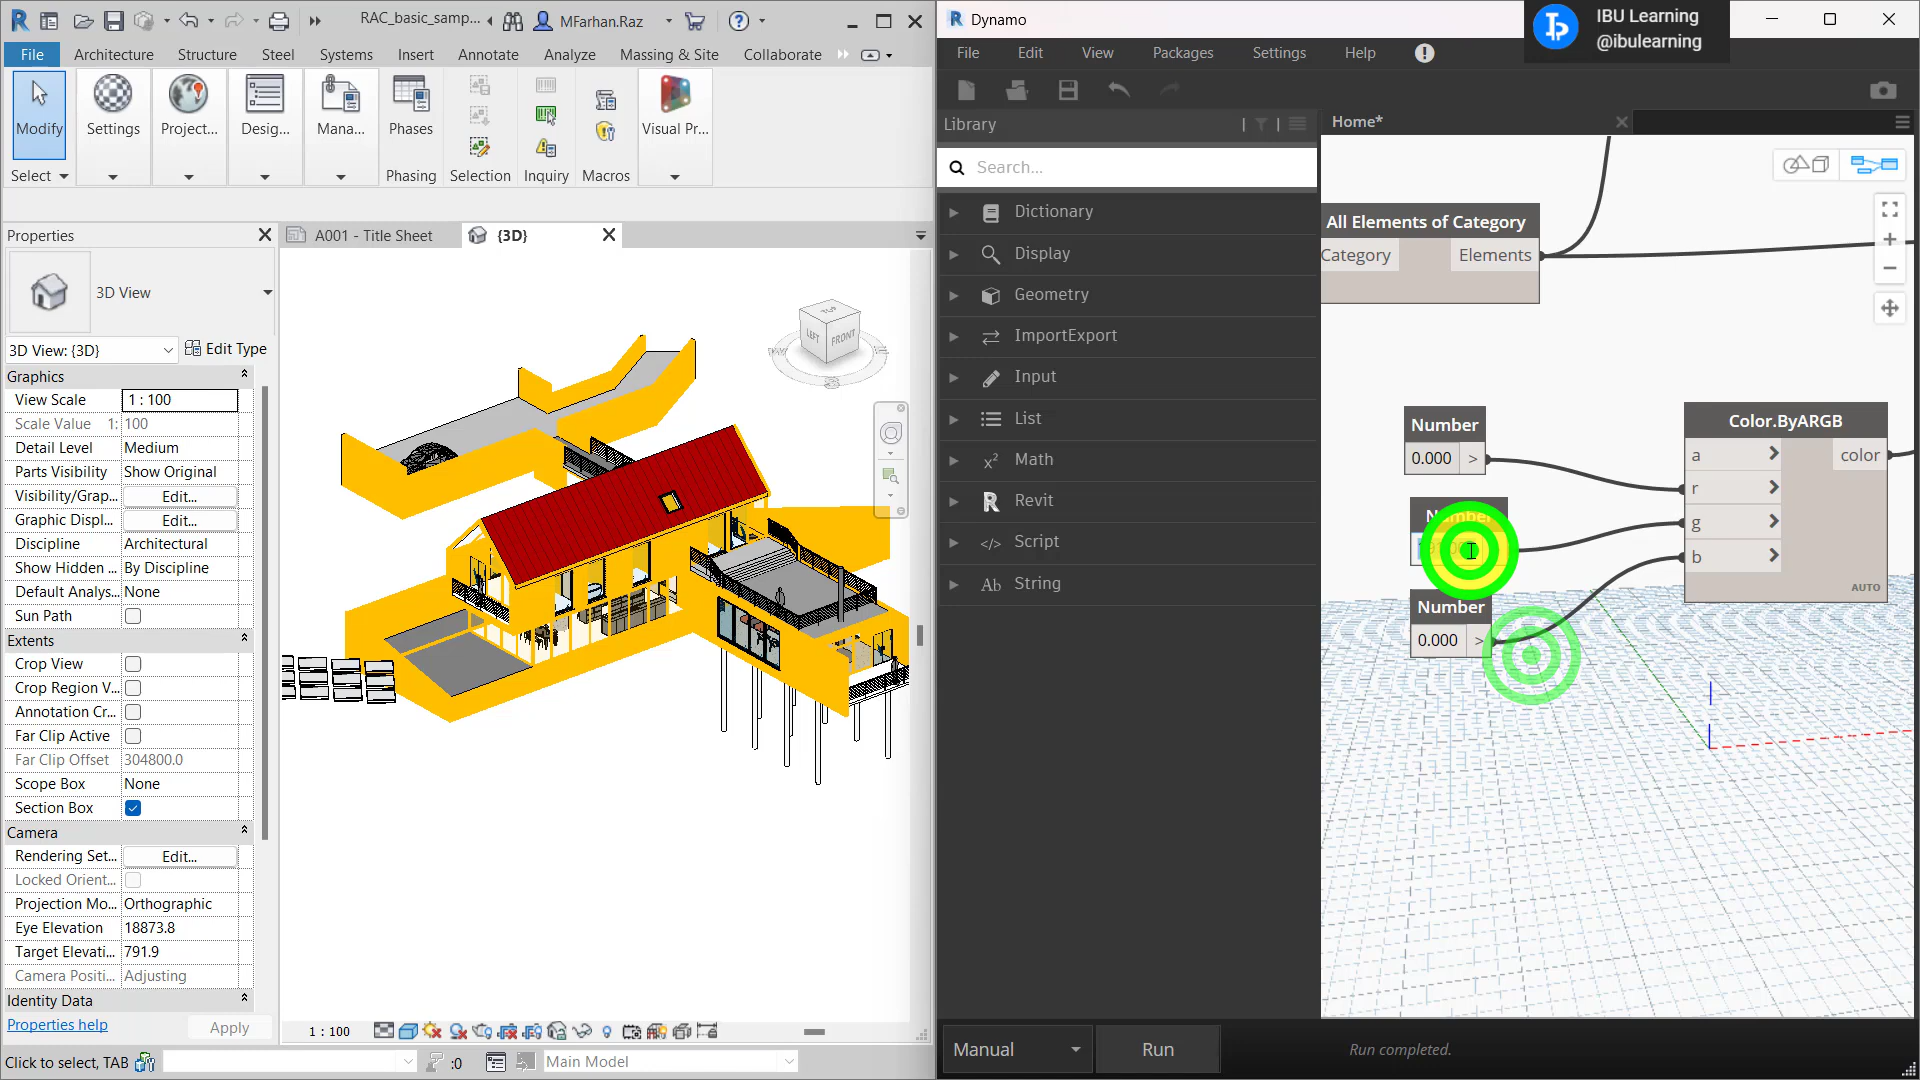 RAC_basic_samp...
MFarhan.Raz
File
Architecture
Structure
Steel
Systems
Insert
Annotate
Analyze
Massing & Site
Collaborate
Modify
Settings
Project...
Desig...
Mana...
Phases
Visual Pr...
Select
Phasing
Selection
Inquiry
Macros
Properties
A001 - Title Sheet
{3D}
3D View
3D View: {3D}
Edit Type
Graphics
View Scale
1 : 100
Scale Value 1:
100
Detail Level
Medium
Parts Visibility
Show Original
Visibility/Grap...
Edit...
Graphic Displ...
Edit...
Discipline
Architectural
Show Hidden ...
By Discipline
Default Analys...
None
Sun Path
Extents
Crop View
Crop Region V...
Annotation Cr...
Far Clip Active
Far Clip Offset
304800.0
Scope Box
None
Section Box
Camera
Rendering Set...
Edit...
Locked Orient...
Projection Mo...
Orthographic
Eye Elevation
18873.8
Target Elevati...
791.9
Camera Positi...
Adjusting
Identity Data
Properties help
Apply
TOP
LEFT
FRONT
S
1 : 100
Click to select, TAB
:0
Main Model
Dynamo
IBU Learning
@ibulearning
File
Edit
View
Packages
Settings
Help
Library
Home*
Search...
Dictionary
Display
Geometry
ImportExport
Input
List
Math
Revit
Script
String
All Elements of Category
Category
Elements
Number
0.000 >
Number
Number
0.000 >
Color.ByARGB
a
color
r
g
b
AUTO
Manual
Run
Run completed.